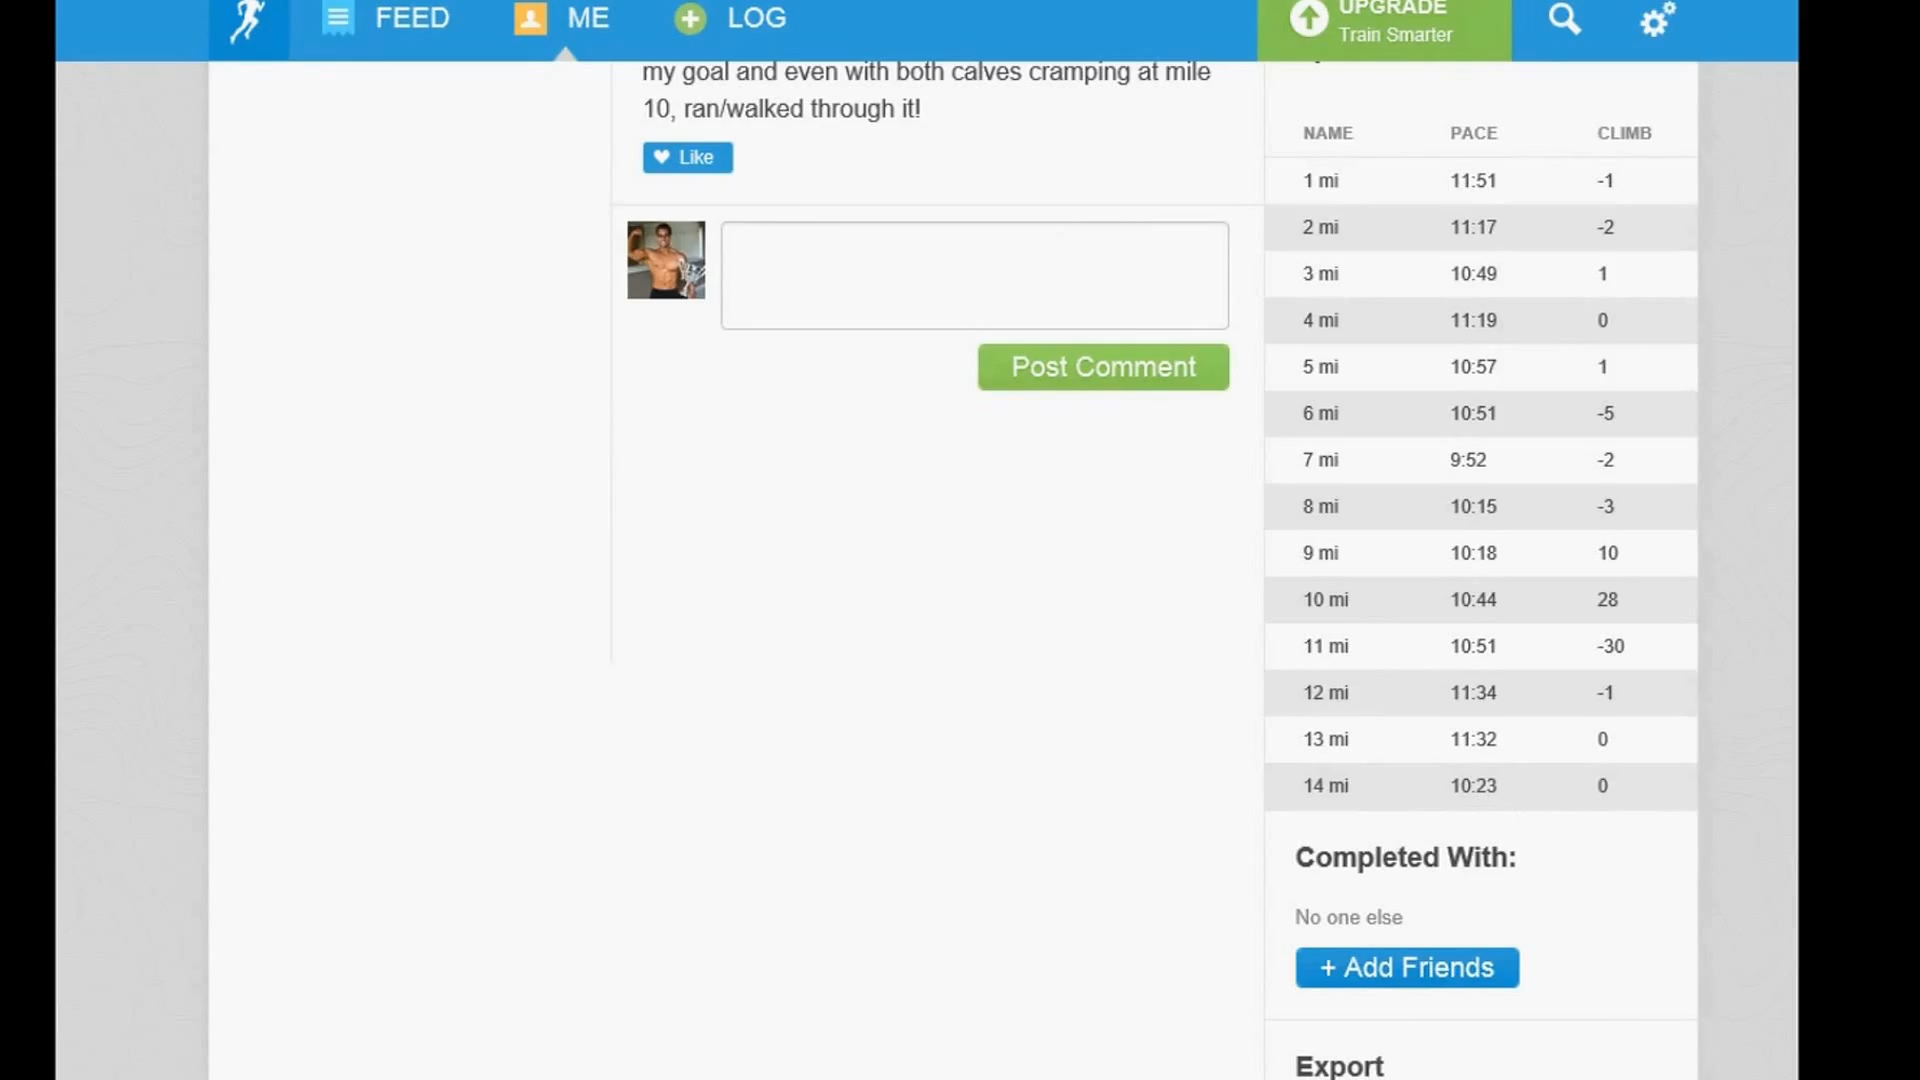 FEED
ME
LOG
UPGRADE
Train Smarter
my goal and even with both calves cramping at mile
10, ran/walked through it!
Like
Post Comment
NAME PACE CLIMB
1 mi 11:51 -1
2 mi 11:17 -2
3 mi 10:49 1
4 mi 11:19 0
5 mi 10:57 1
6 mi 10:51 -5
7 mi 9:52 -2
8 mi 10:15 -3
9 mi 10:18 10
10 mi 10:44 28
11 mi 10:51 -30
12 mi 11:34 -1
13 mi 11:32 0
14 mi 10:23 0
Completed With:
No one else
+ Add Friends
Export